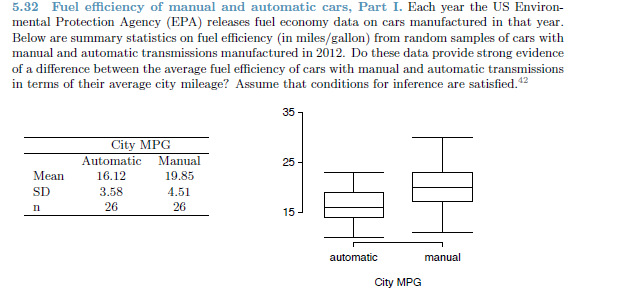 5.32 Fuel efficiency of manual and automatic cars, Part I. Each year the US Environ-
mental Protection Agency (EPA) releases fuel economy data on cars manufactured in that year.
Below are summary statistics on fuel efficiency (in miles/gallon) from random samples of cars with
manual and automatic transmissions manufactured in 2012. Do these data provide strong evidence
of a difference between the average fuel efficiency of cars with manual and automatic transmissions
in terms of their average city mileage? Assume that conditions for inference are satisfied.42
City MPG
Automatic Manual
Mean 16.12 19.85
SD 3.58 4.51
n 26 26
35
25
15
automatic manual
City MPG